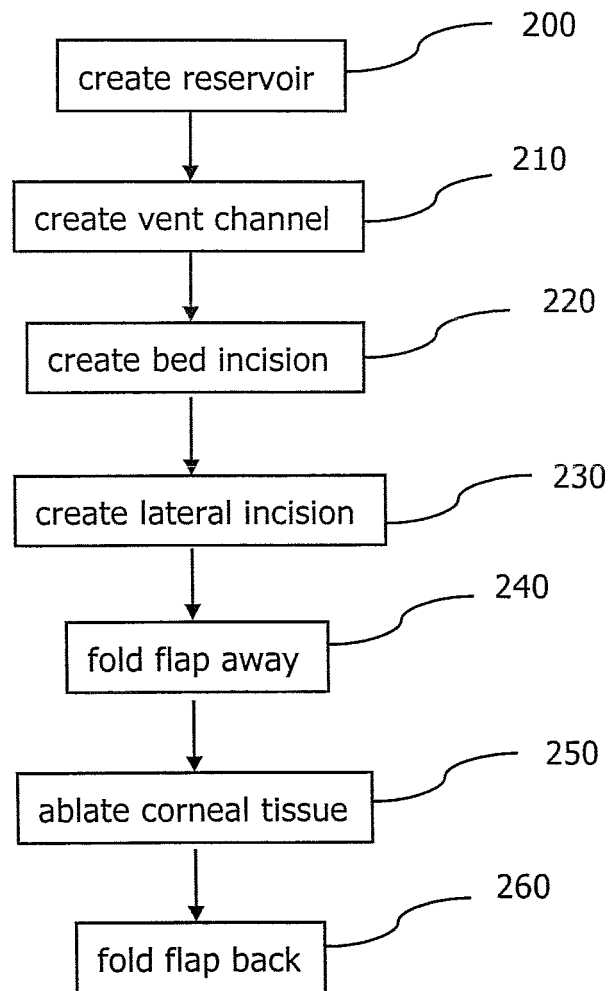 200
create reservoir
210
create vent channel
220
create bed incision
230
create lateral incision
240
fold flap away
250
ablate corneal tissue
260
fold flap back